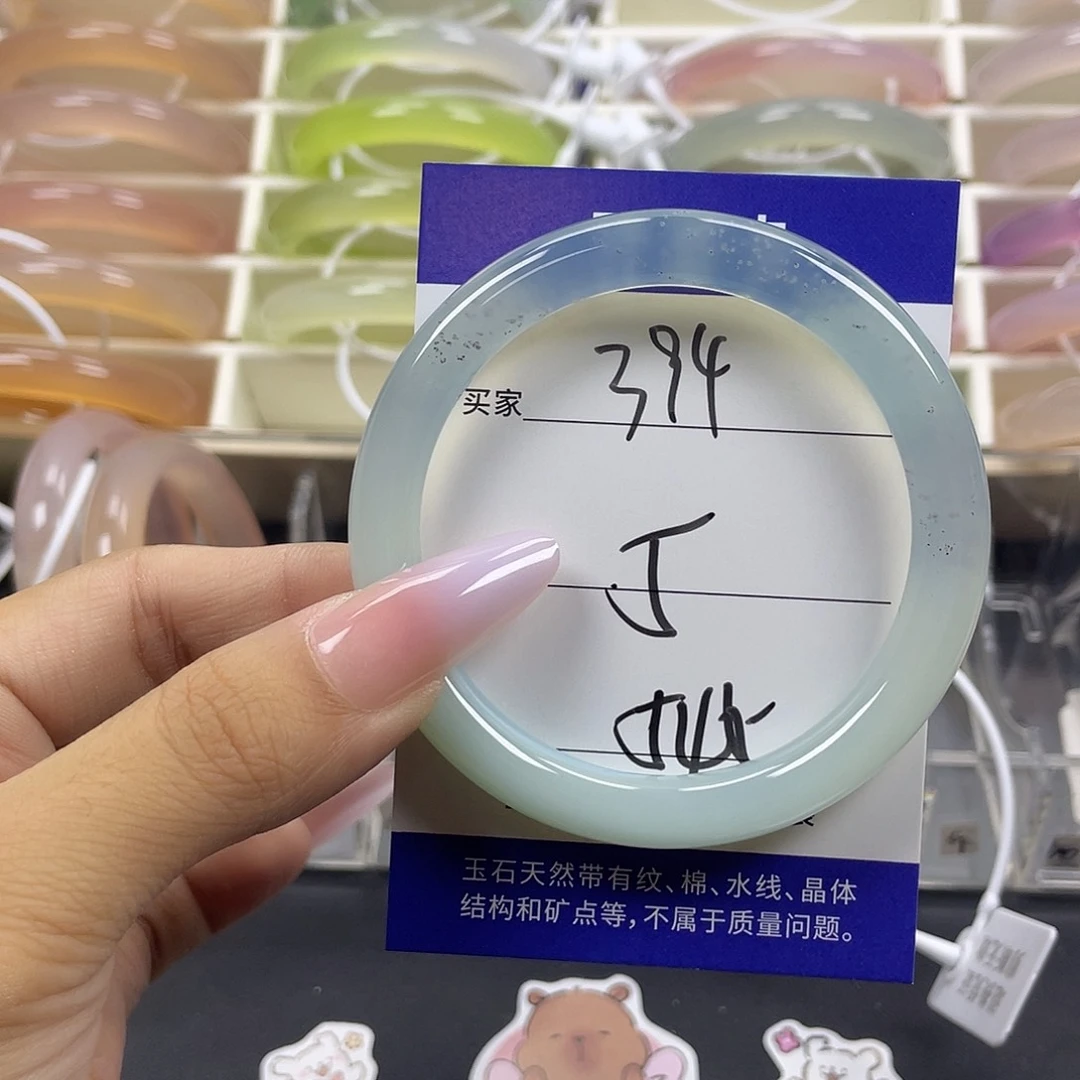 买家 394
J
玉石天然带有纹、棉、水线、晶体
结构和矿点等,不属于质量问题。